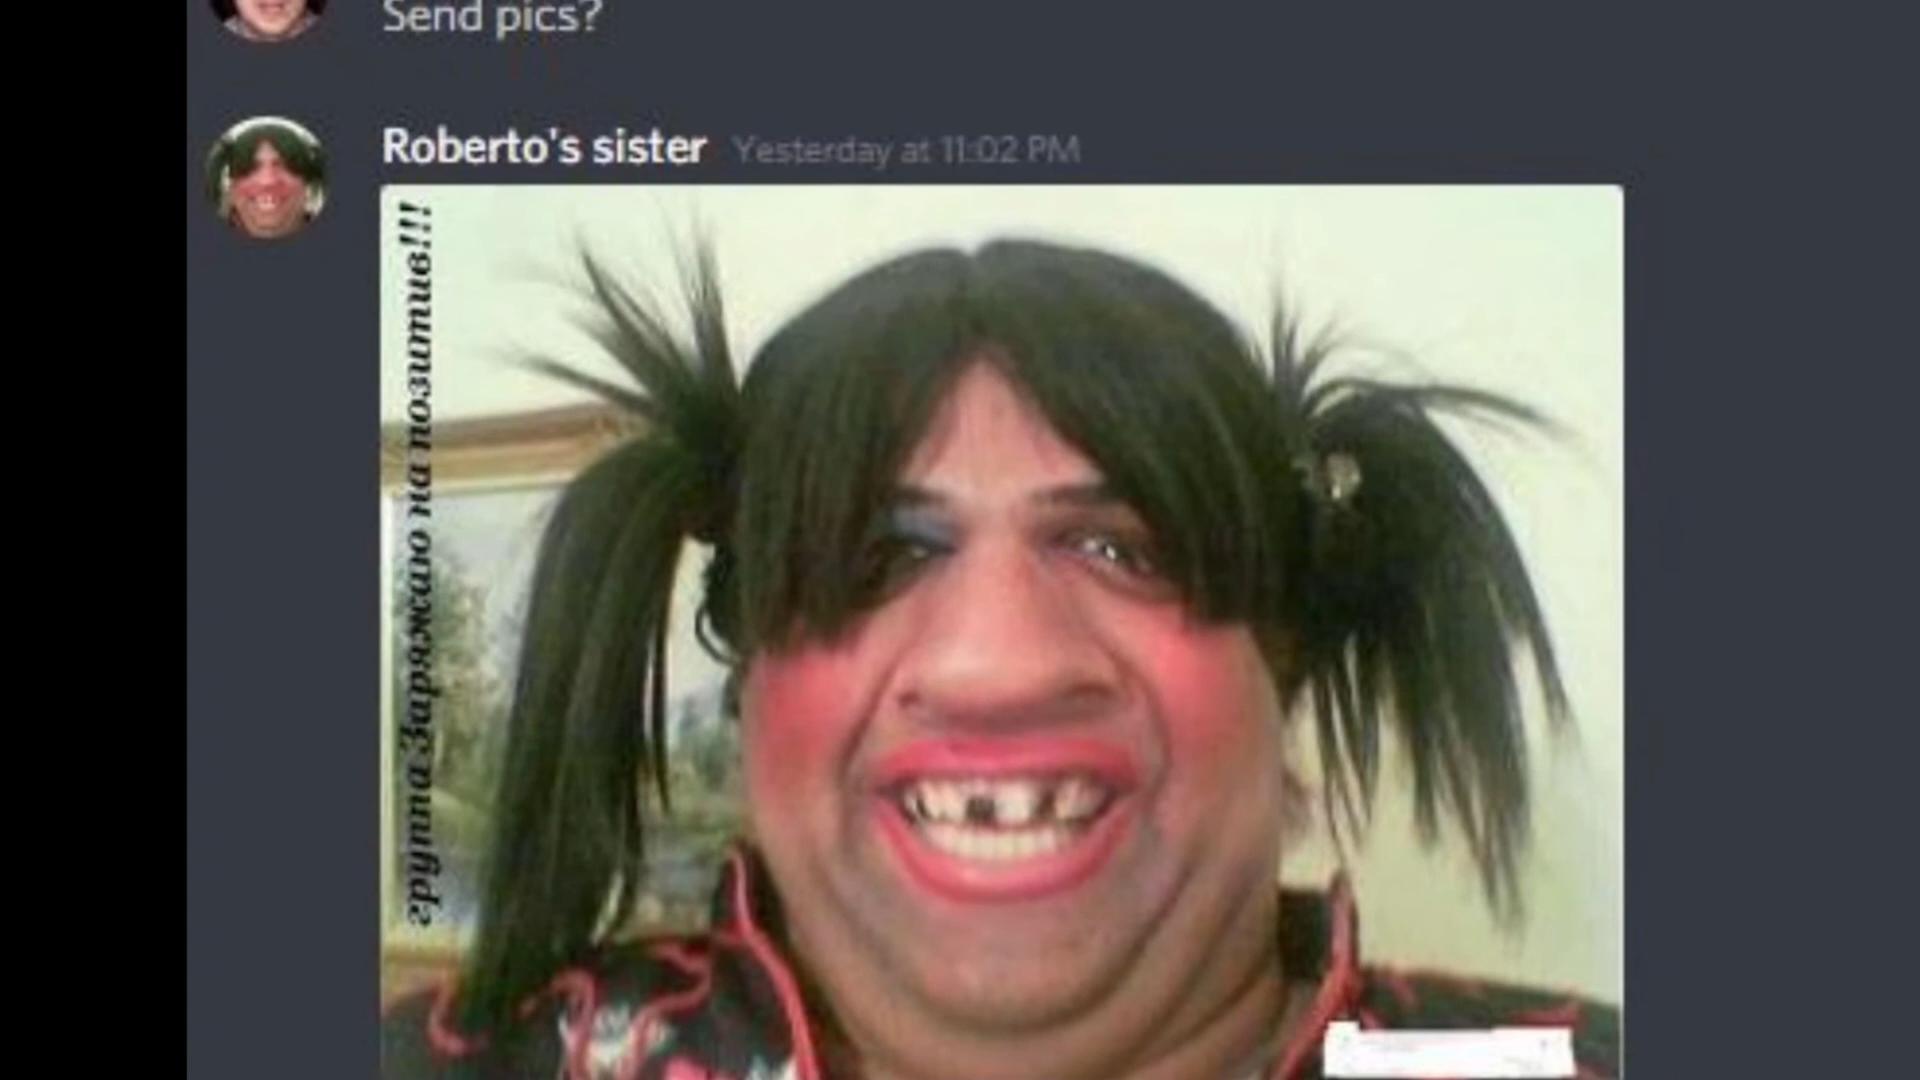 Send pics?
Roberto's sister Yesterday at 11:02 PM
группа Заряжаю на позитив!!!